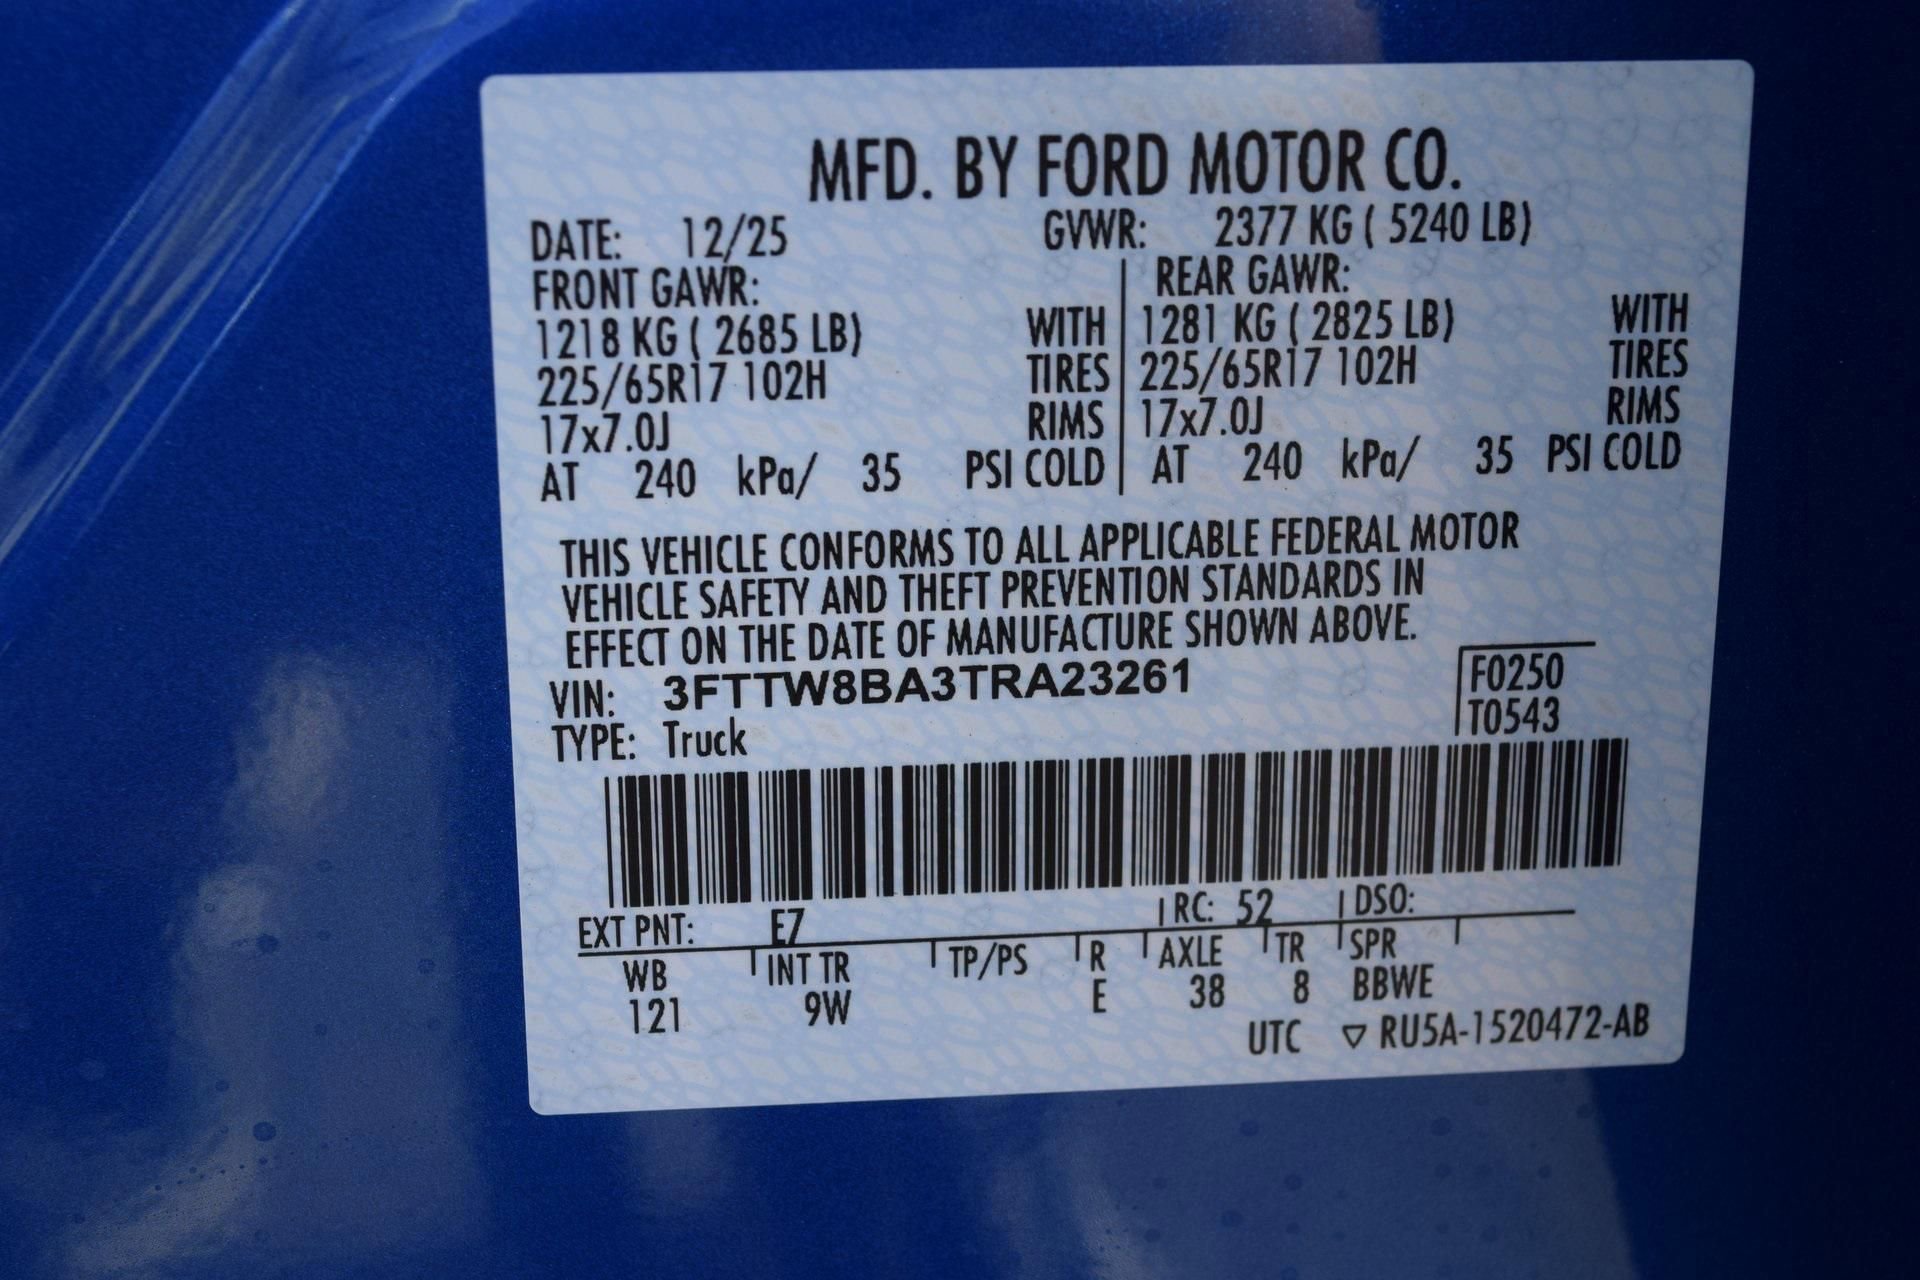 MFD. BY FORD MOTOR CO.
DATE: 12/25 GVWR: 2377 KG ( 5240 LB)
FRONT GAWR: REAR GAWR:
1218 KG ( 2685 LB) WITH 1281 KG ( 2825 LB) WITH
225/65R17 102H TIRES 225/65R17 102H TIRES
17x7.0J RIMS 17x7.0J RIMS
AT 240 kPa/ 35 PSI COLD AT 240 kPa/ 35 PSI COLD
THIS VEHICLE CONFORMS TO ALL APPLICABLE FEDERAL MOTOR
VEHICLE SAFETY AND THEFT PREVENTION STANDARDS IN
EFFECT ON THE DATE OF MANUFACTURE SHOWN ABOVE.
VIN: 3FTTW8BA3TRA23261 F0250
TYPE: Truck T0543
EXT PNT: E7 RC: 52 DSO:
WB INT TR TP/PS R AXLE TR SPR
121 9W E 38 8 BBWE
UTC ▽ RU5A-1520472-AB